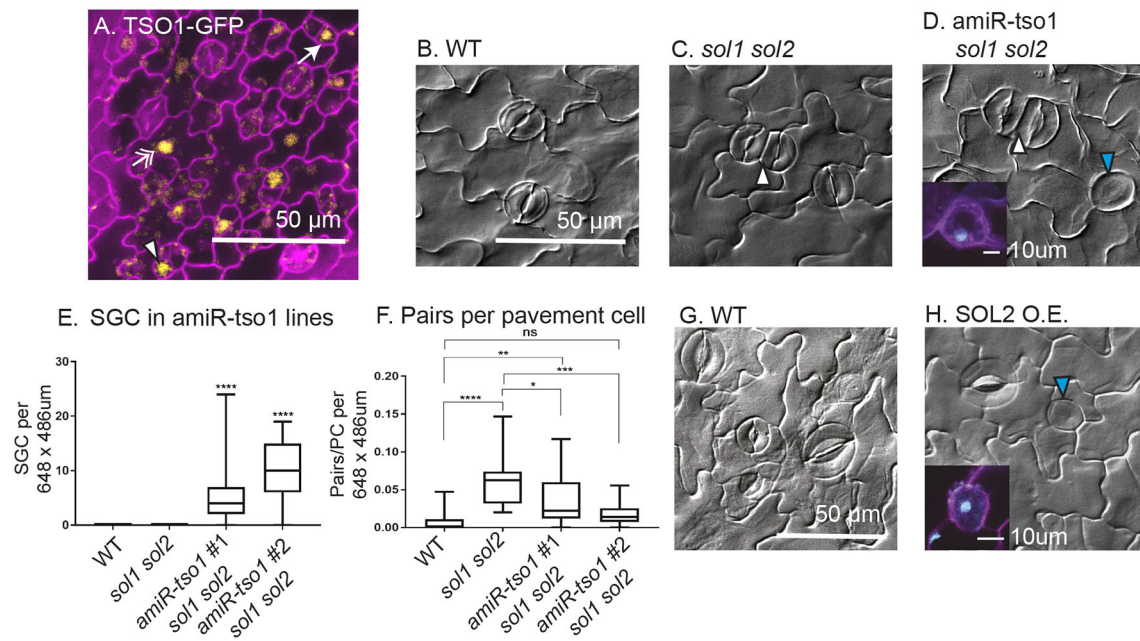 A. TSO1-GFP
50 µm
B. WT
50 µm
C. sol1 sol2
D. amiR-tso1
sol1 sol2
10um
E. SGC in amiR-tso1 lines
SGC per
648 x 486um
30
20
10
0
****
****
WT
sol1 sol2
amiR-tso1 #1
sol1 sol2
amiR-tso1 #2
sol1 sol2
F. Pairs per pavement cell
Pairs/PC per
648 x 486um
0.20
0.15
0.10
0.05
0.00
ns
**
***
****
*
WT
sol1 sol2
amiR-tso1 #1
sol1 sol2
amiR-tso1 #2
sol1 sol2
G. WT
50 µm
H. SOL2 O.E.
10um